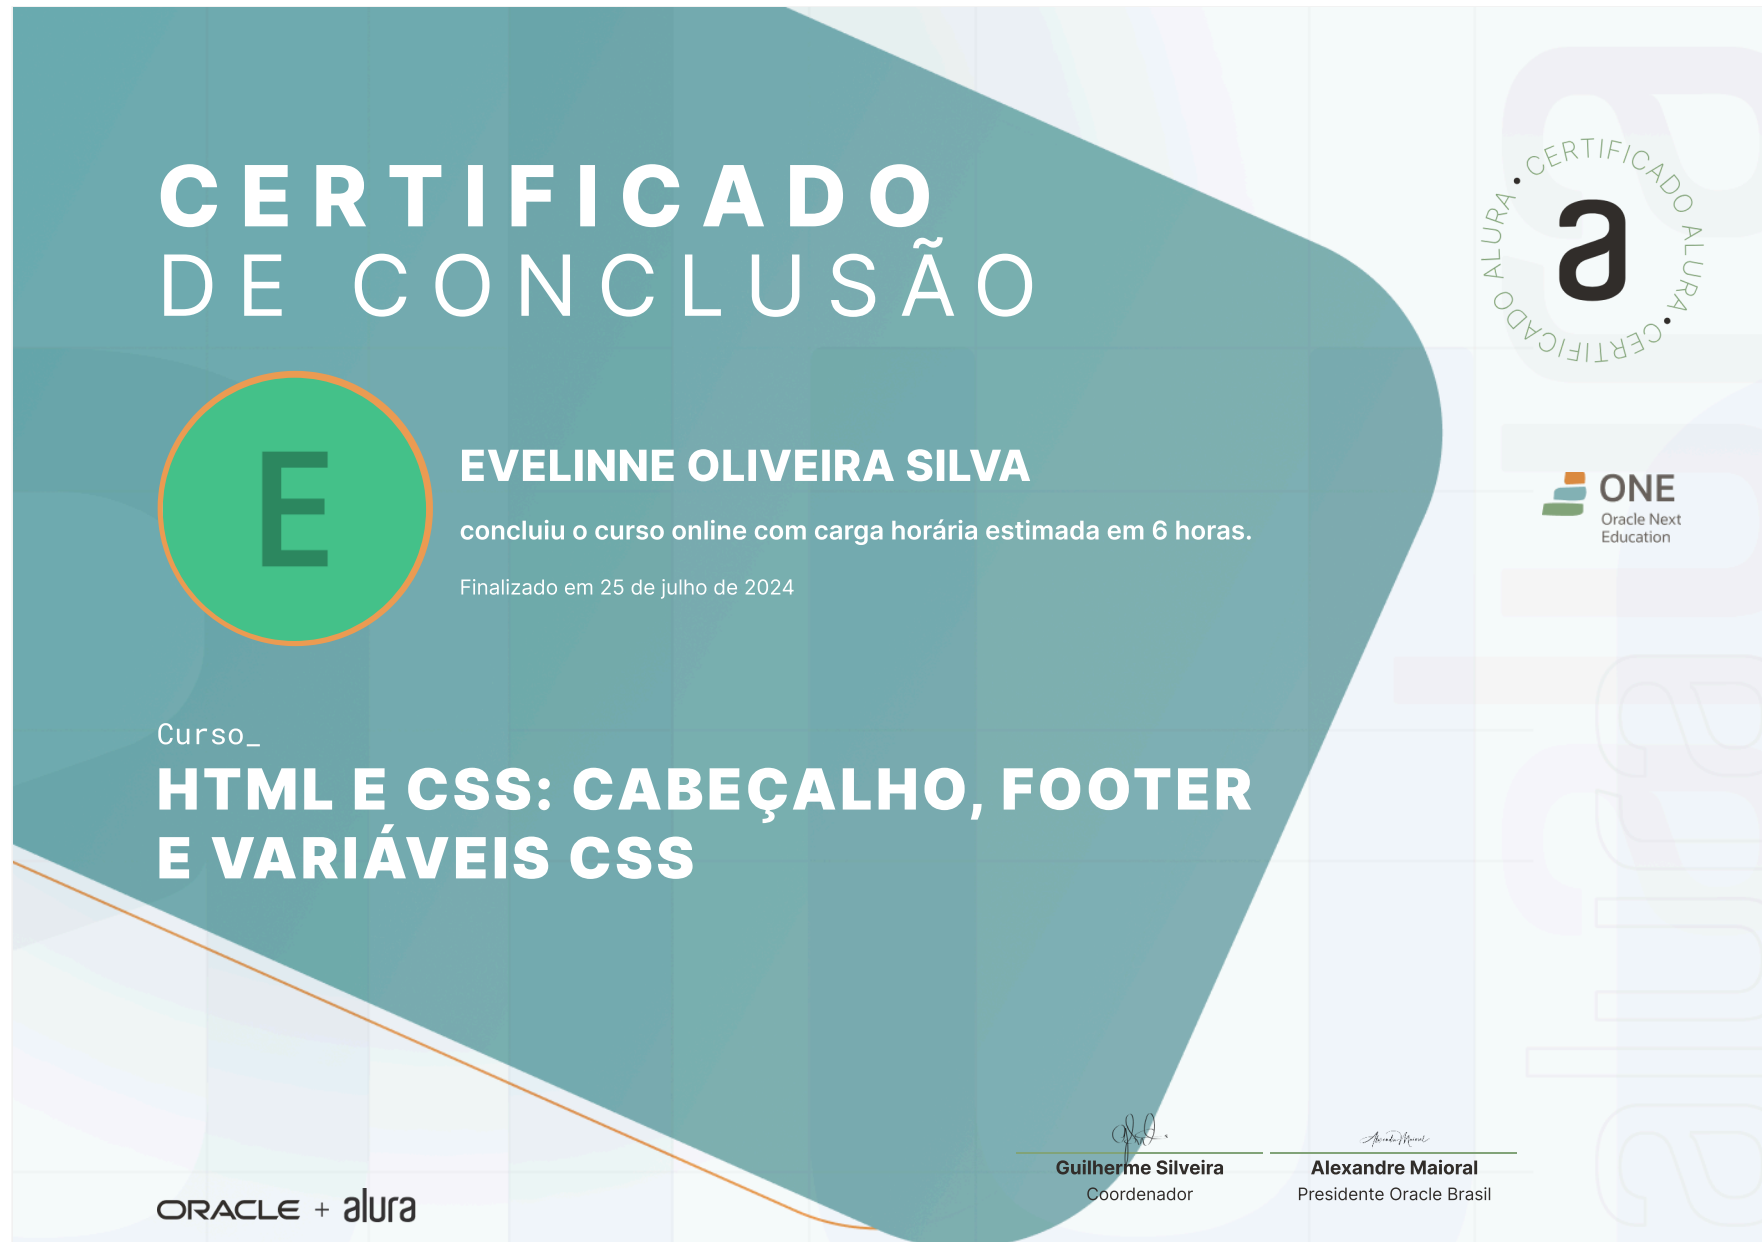 CERTIFICADO
DE CONCLUSÃO
CERTIFICADO ALURA • CERTIFICADO ALURA •
a
E
EVELINNE OLIVEIRA SILVA
concluiu o curso online com carga horária estimada em 6 horas.
Finalizado em 25 de julho de 2024
ONE
Oracle Next
Education
Curso_
HTML E CSS: CABEÇALHO, FOOTER
E VARIÁVEIS CSS
Guilherme Silveira
Coordenador
Alexandre Maioral
Presidente Oracle Brasil
ORACLE + alura
alura